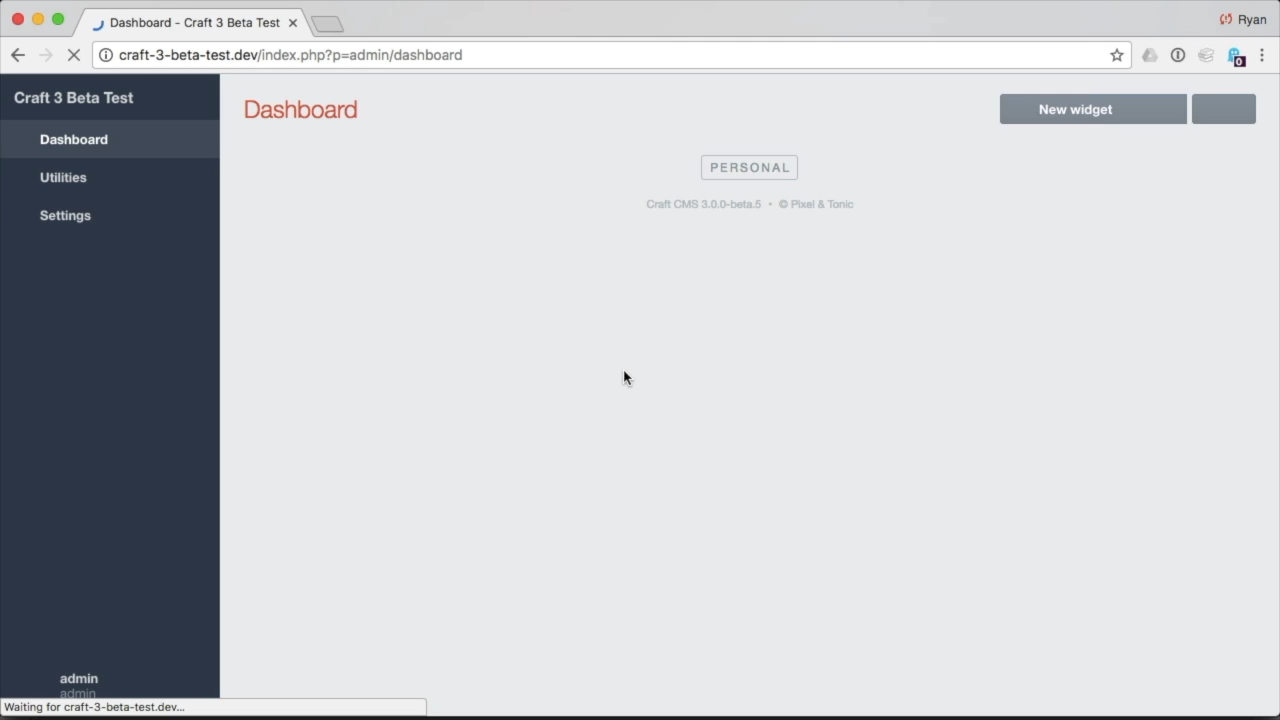 Dashboard - Craft 3 Beta Test
Ryan
craft-3-beta-test.dev/index.php?p=admin/dashboard
0
Craft 3 Beta Test
Dashboard
New widget
Dashboard
Utilities
Settings
PERSONAL
Craft CMS 3.0.0-beta.5 • © Pixel & Tonic
admin
admin
Waiting for craft-3-beta-test.dev...